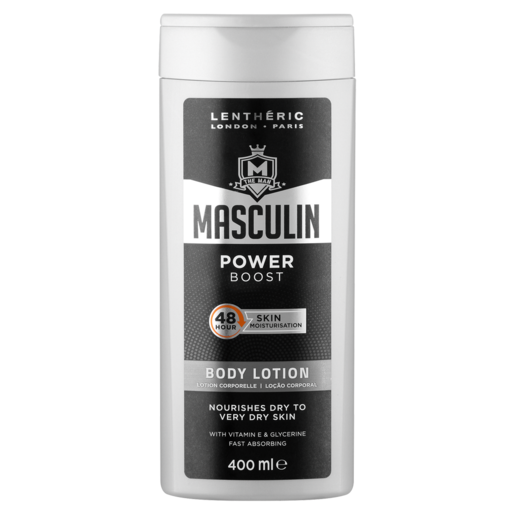 LENTHÉRIC
LONDON • PARIS
M
THE MAN
MASCULIN
POWER
BOOST
48
HOUR
SKIN
MOISTURISATION
BODY LOTION
LOTION CORPORELLE | LOÇÃO CORPORAL
NOURISHES DRY TO
VERY DRY SKIN
WITH VITAMIN E & GLYCERINE
FAST ABSORBING
400 ml ℮